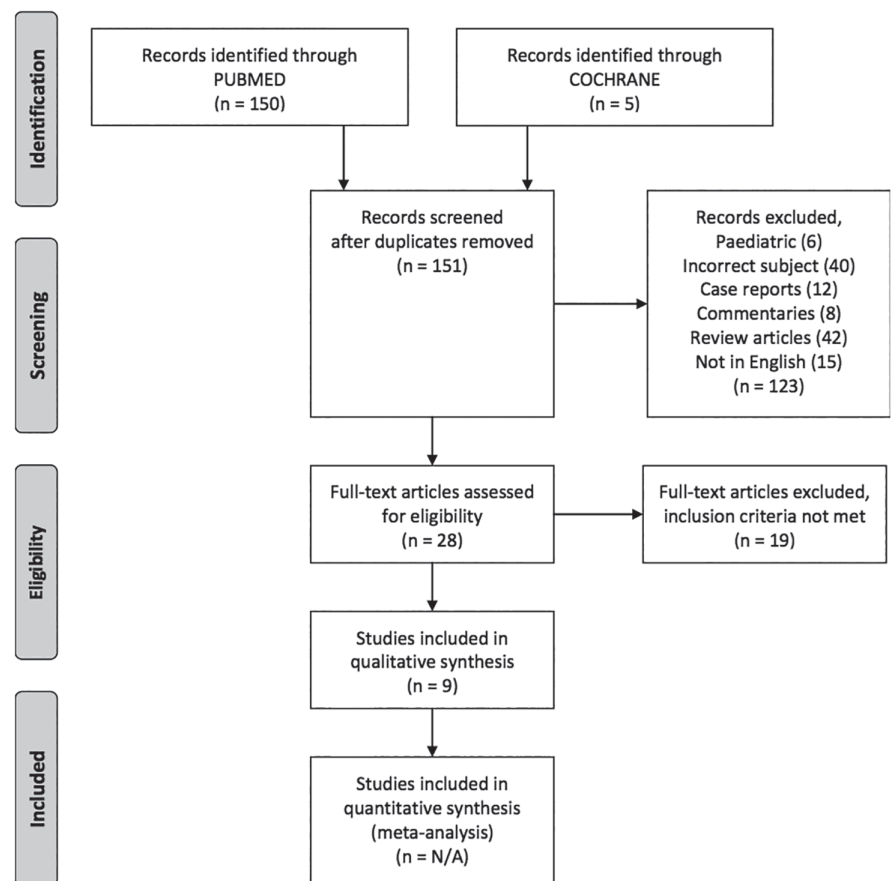 Identification
Records identified through
PUBMED
(n = 150)
Records identified through
COCHRANE
(n = 5)
Screening
Records screened
after duplicates removed
(n = 151)
Records excluded,
Paediatric (6)
Incorrect subject (40)
Case reports (12)
Commentaries (8)
Review articles (42)
Not in English (15)
(n = 123)
Eligibility
Full-text articles assessed
for eligibility
(n = 28)
Full-text articles excluded,
inclusion criteria not met
(n = 19)
Studies included in
qualitative synthesis
(n = 9)
Included
Studies included in
quantitative synthesis
(meta-analysis)
(n = N/A)